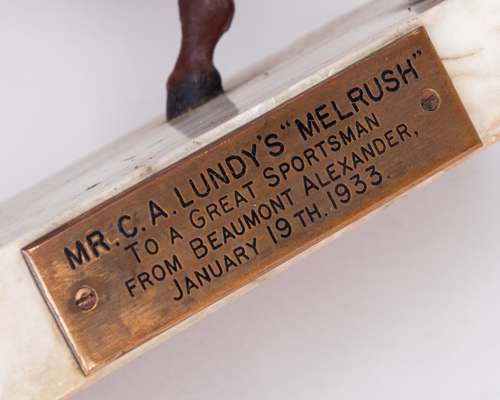 MR. C. A. LUNDY'S "MELRUSH"
TO A GREAT SPORTSMAN
FROM BEAUMONT ALEXANDER,
JANUARY 19TH. 1933.